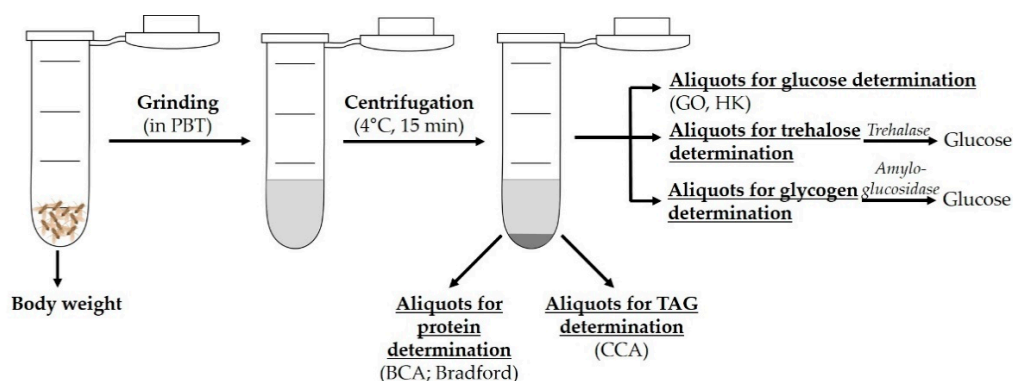 Grinding
(in PBT)
Centrifugation
(4°C, 15 min)
Aliquots for glucose determination
(GO, HK)
Aliquots for trehalose
determination
Trehalase
Glucose
Aliquots for glycogen
determination
Amylo-
glucosidase
Glucose
Body weight
Aliquots for
protein
determination
(BCA; Bradford)
Aliquots for TAG
determination
(CCA)